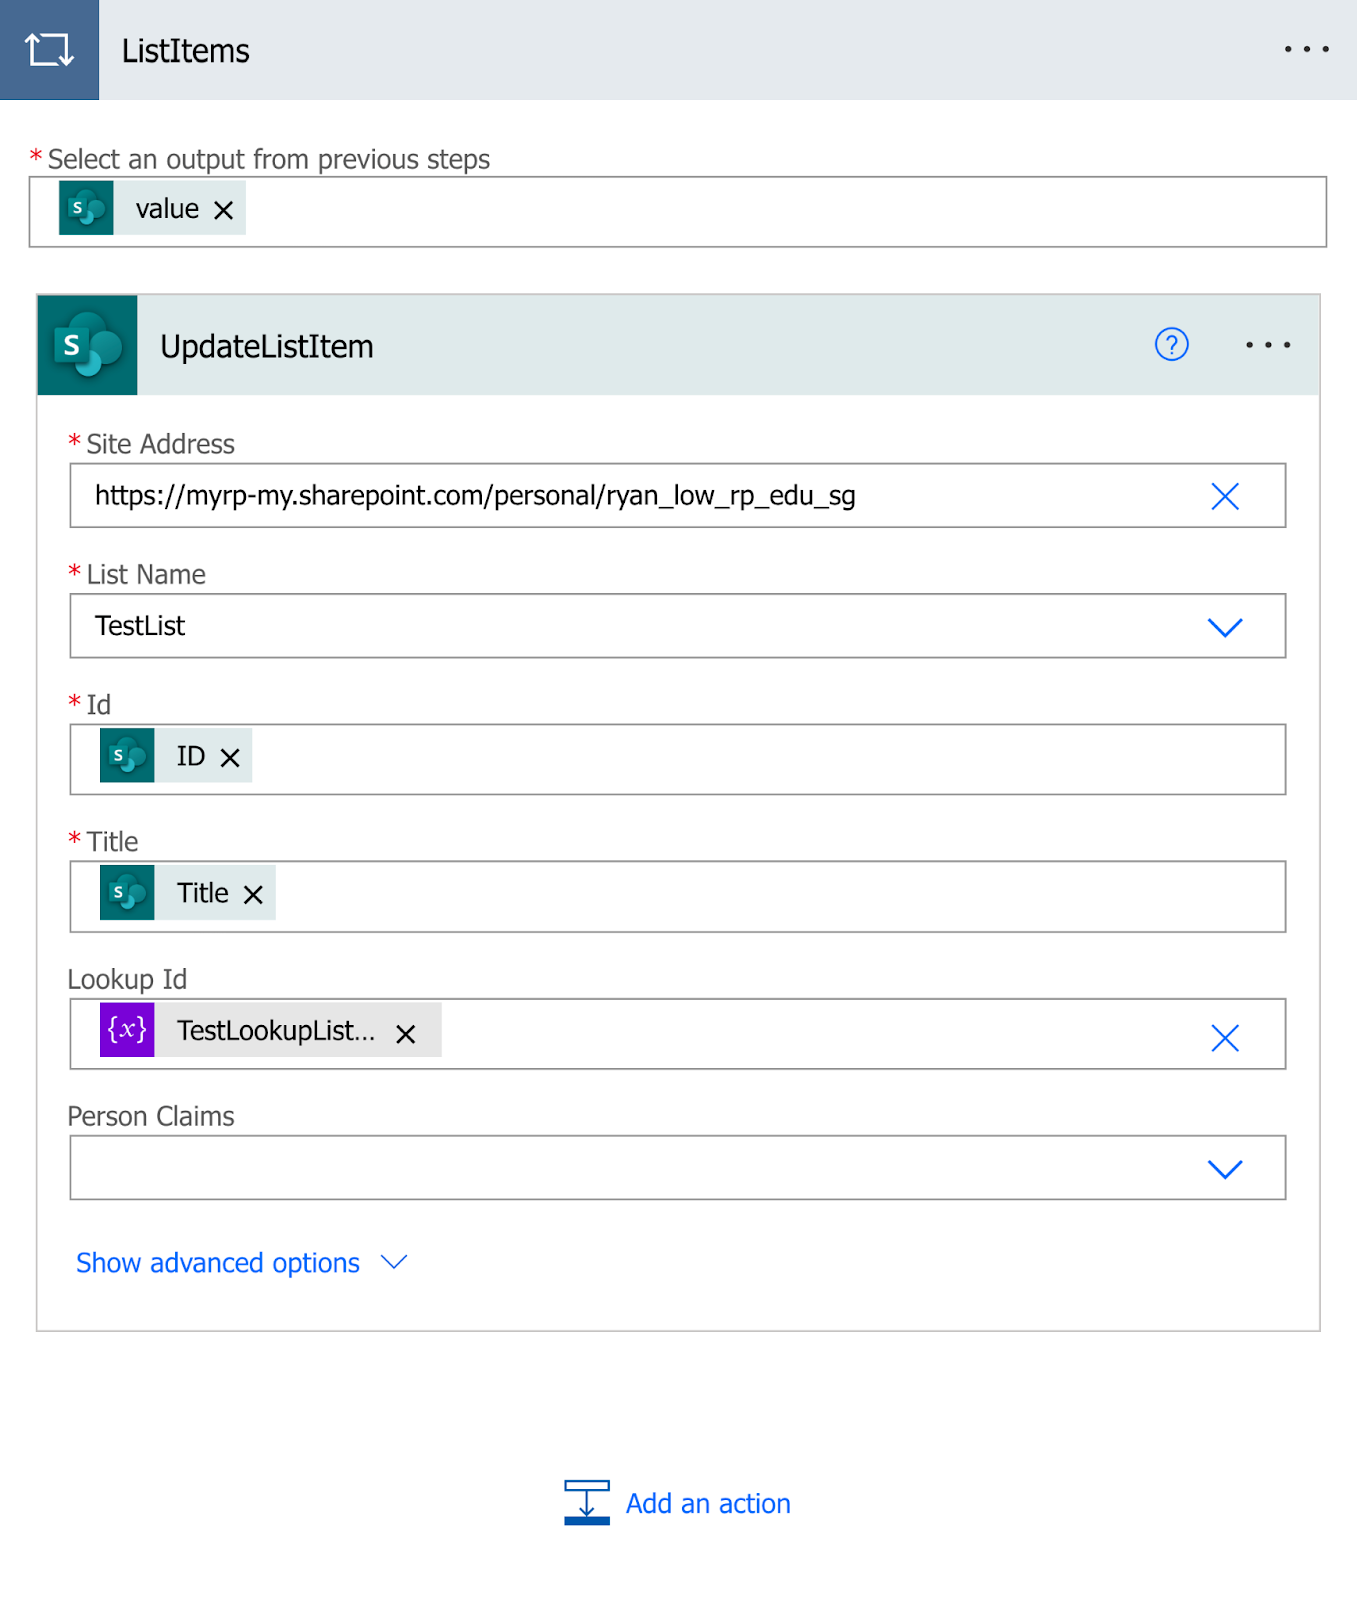 ListItems
* Select an output from previous steps
S value
S UpdateListItem ?
* Site Address
https://myrp-my.sharepoint.com/personal/ryan_low_rp_edu_sg
* List Name
TestList
* Id
S ID
* Title
S Title
Lookup Id
{x} TestLookupList...
Person Claims
Show advanced options
Add an action